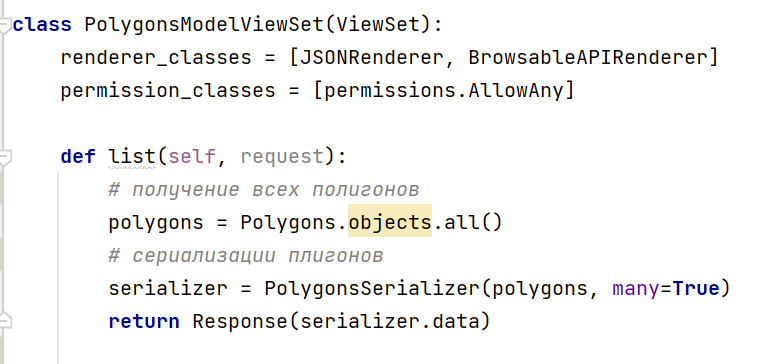 class PolygonsModelViewSet(ViewSet):
    renderer_classes = [JSONRenderer, BrowsableAPIRenderer]
    permission_classes = [permissions.AllowAny]

    def list(self, request):
        # получение всех полигонов
        polygons = Polygons.objects.all()
        # сериализации плигонов
        serializer = PolygonsSerializer(polygons, many=True)
        return Response(serializer.data)